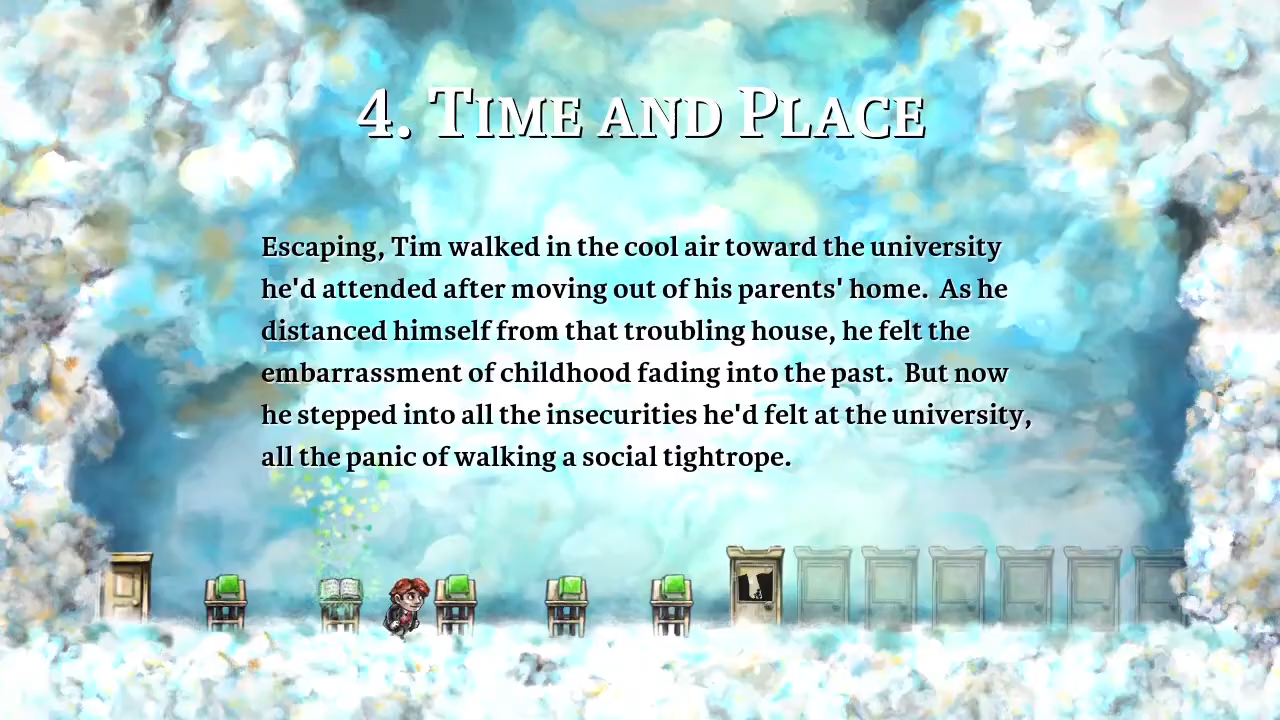 4. Time and Place
Escaping, Tim walked in the cool air toward the university
he'd attended after moving out of his parents' home.  As he
distanced himself from that troubling house, he felt the
embarrassment of childhood fading into the past.  But now
he stepped into all the insecurities he'd felt at the university,
all the panic of walking a social tightrope.